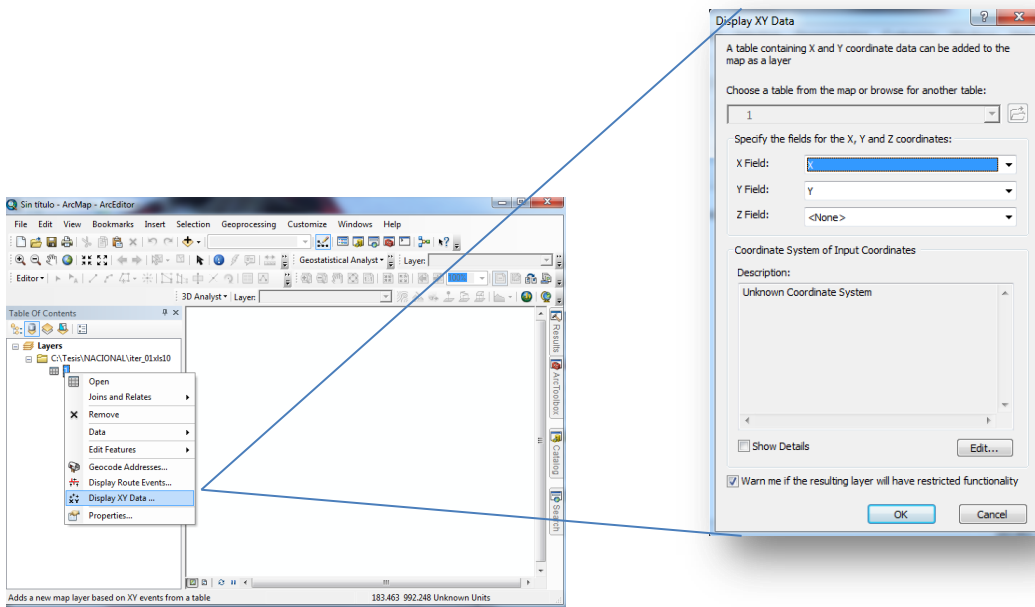 Sin título - ArcMap - ArcEditor
File Edit View Bookmarks Insert Selection Geoprocessing Customize Windows Help
Geostatistical Analyst Layer:
Editor
3D Analyst Layer:
Table Of Contents
Layers
C:\Tesis\NACIONAL\iter_01xls10
1
Open
Joins and Relates
Remove
Data
Edit Features
Geocode Addresses...
Display Route Events...
Display XY Data ...
Properties...
Results
ArcToolbox
Catalog
Search
Adds a new map layer based on XY events from a table
183.463 992.248 Unknown Units
Display XY Data
A table containing X and Y coordinate data can be added to the
map as a layer
Choose a table from the map or browse for another table:
1
Specify the fields for the X, Y and Z coordinates:
X Field: X
Y Field: Y
Z Field: <None>
Coordinate System of Input Coordinates
Description:
Unknown Coordinate System
Show Details
Edit...
Warn me if the resulting layer will have restricted functionality
OK
Cancel